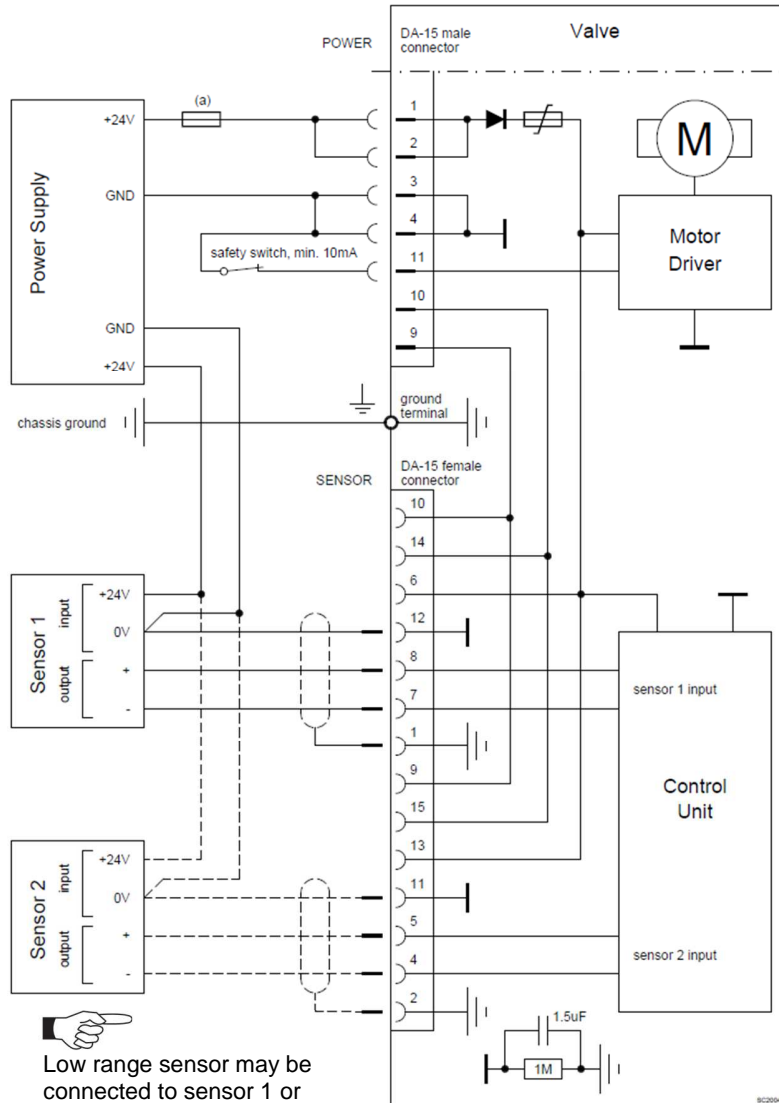 Valve
POWER
DA-15 male
connector
+24V
(a)
1
2
GND
3
4
safety switch, min. 10mA
11
10
9
GND
+24V
Power Supply
M
Motor
Driver
chassis ground
ground
terminal
SENSOR
DA-15 female
connector
10
14
6
12
8
7
1
9
15
13
11
5
4
2
Sensor 1
input
output
+24V
0V
+
-
Sensor 2
input
output
+24V
0V
+
-
sensor 1 input
Control
Unit
sensor 2 input
1.5uF
1M
Low range sensor may be
connected to sensor 1 or